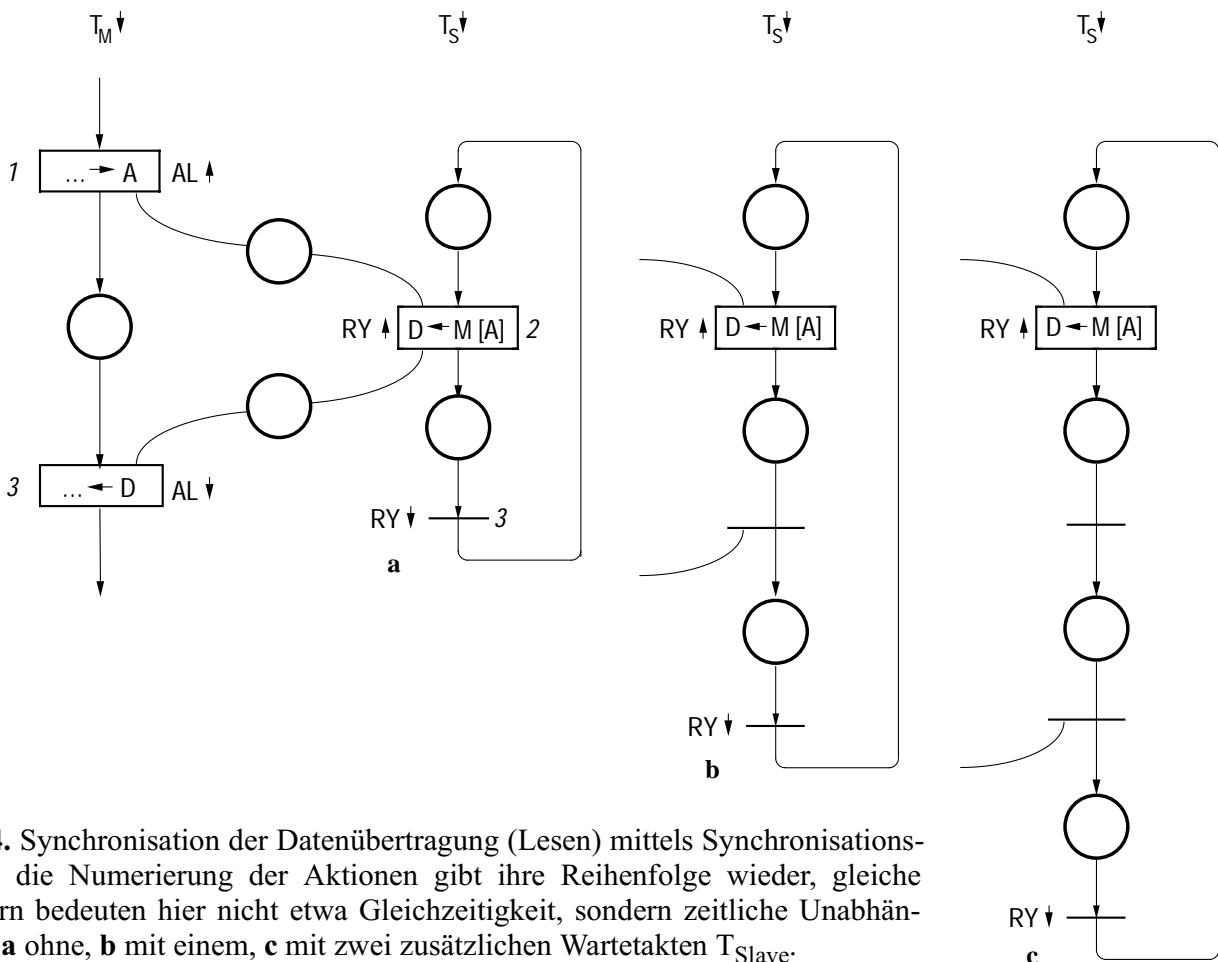 T_M↓ T_S↓ T_S↓ T_S↓
1 ... → A AL ↑
RY ↑ D ← M [A] 2 RY ↑ D ← M [A] RY ↑ D ← M [A]
3 ... ← D AL ↓
RY ↓ 3
a
RY ↓
b
4. Synchronisation der Datenübertragung (Lesen) mittels Synchronisations-
die Numerierung der Aktionen gibt ihre Reihenfolge wieder, gleiche
rn bedeuten hier nicht etwa Gleichzeitigkeit, sondern zeitliche Unabhän-
a ohne, b mit einem, c mit zwei zusätzlichen Wartetakten T_Slave.
RY ↓
c